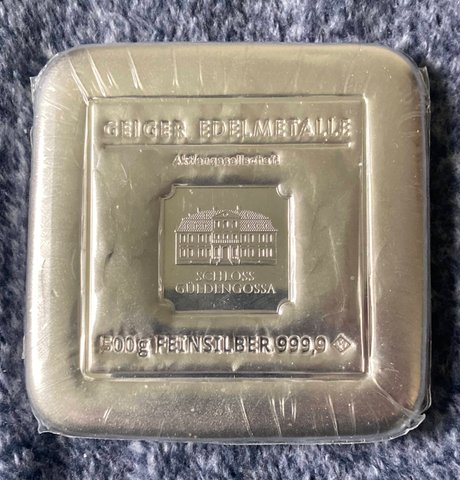 GEIGER EDELMETALLE
Aktiengesellschaft
SCHLOSS
GÜLDENGOSSA
500g FEINSILBER 999,9